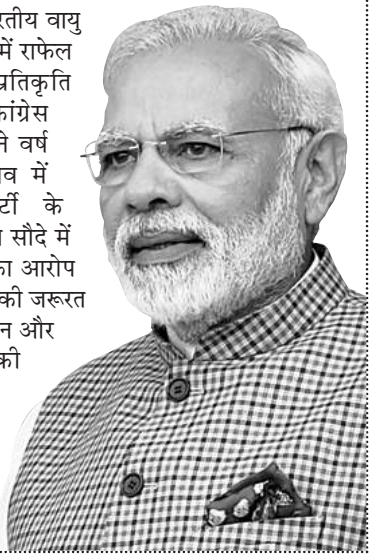 रतीय वायु
में राफेल
प्रतिकृति
कांग्रेस
ने वर्ष
व में
र्टी के
सौदे में
का आरोप
की जरूरत
न और
की